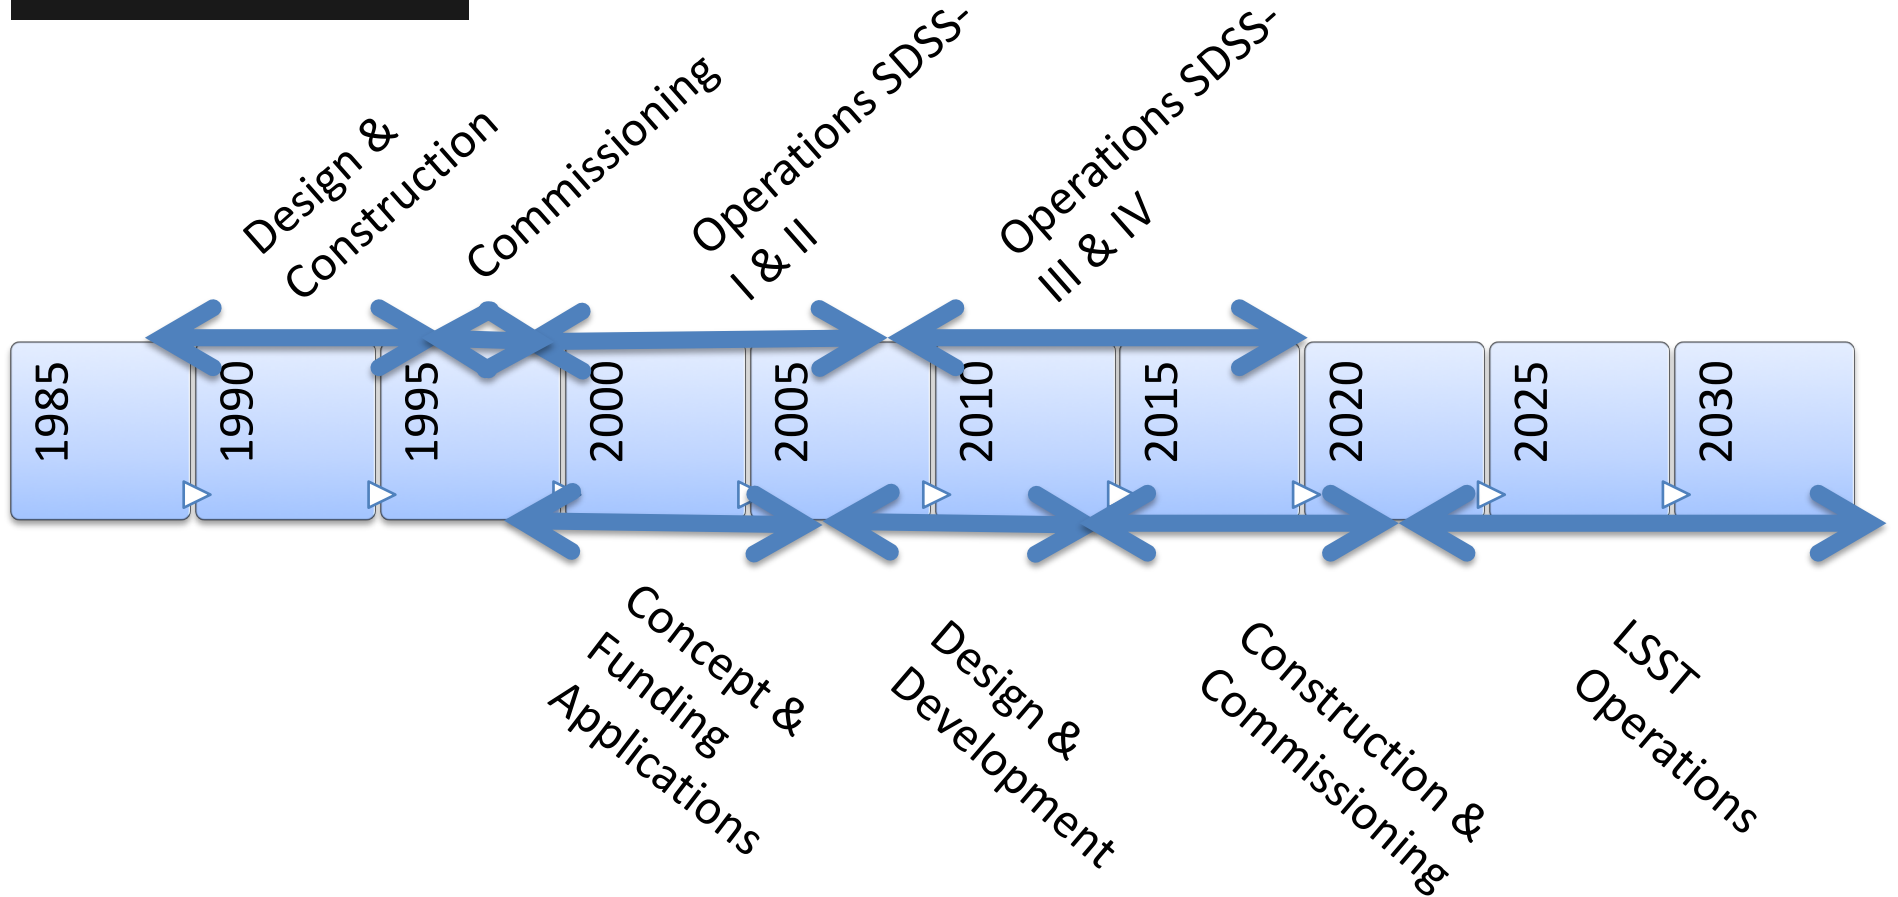 Design &
Construction
Commissioning
Operations SDSS-
I & II
Operations SDSS-
III & IV
1985
1990
1995
2000
2005
2010
2015
2020
2025
2030
Concept &
Funding
Applications
Design &
Development
Construction &
Commissioning
LSST
Operations